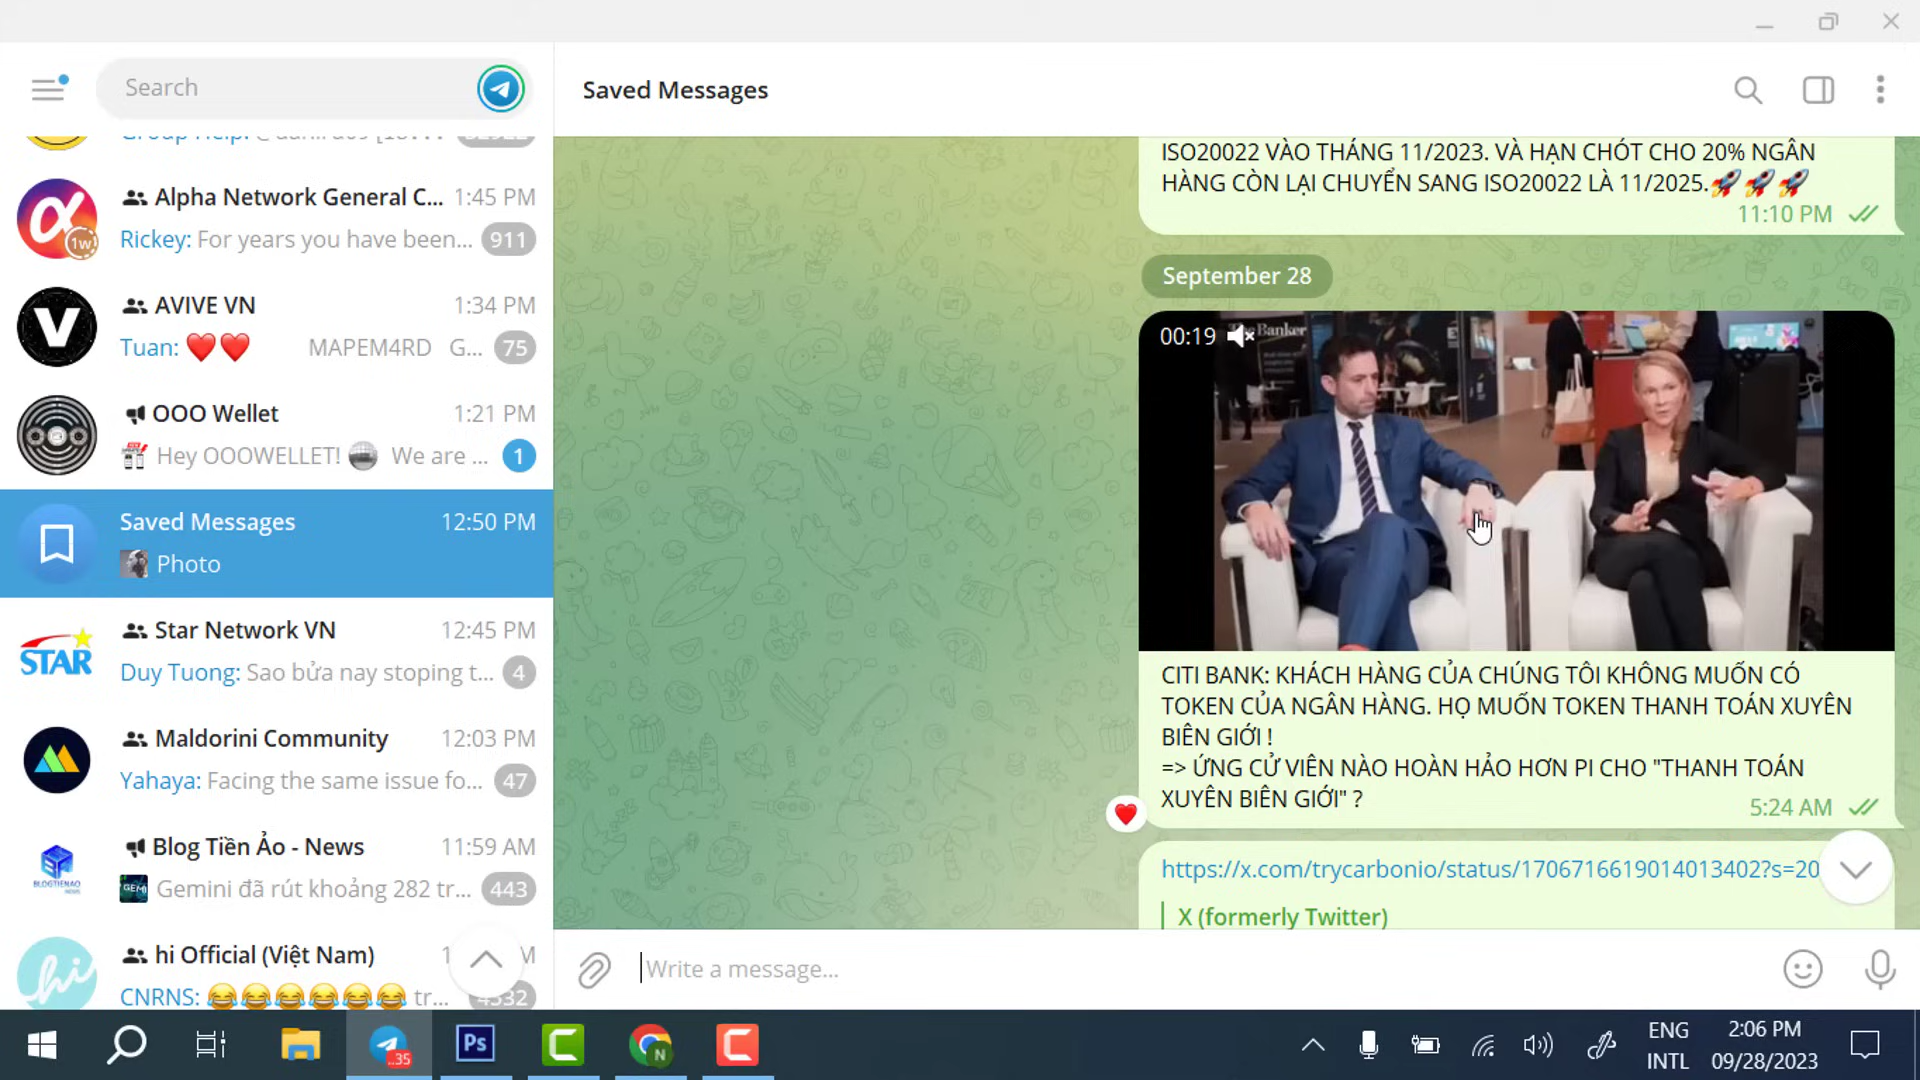 Search
Saved Messages
Alpha Network General C... 1:45 PM
Rickey: For years you have been... 911
AVIVE VN 1:34 PM
Tuan: ❤️❤️ MAPEM4RD G... 75
OOO Wellet 1:21 PM
Hey OOOWELLET! We are ... 1
Saved Messages 12:50 PM
Photo
Star Network VN 12:45 PM
Duy Tuong: Sao bửa nay stoping t... 4
STAR
Maldorini Community 12:03 PM
Yahaya: Facing the same issue fo... 47
Blog Tiền Ảo - News 11:59 AM
Gemini đã rút khoảng 282 tr... 443
BLOGTIENAO
hi Official (Việt Nam)
hi
CNRNS: 😂😂😂😂😂😂 tr...
ISO20022 VÀO THÁNG 11/2023. VÀ HẠN CHÓT CHO 20% NGÂN
HÀNG CÒN LẠI CHUYỂN SANG ISO20022 LÀ 11/2025.🚀🚀🚀
11:10 PM
September 28
00:19
Banker
CITI BANK: KHÁCH HÀNG CỦA CHÚNG TÔI KHÔNG MUỐN CÓ
TOKEN CỦA NGÂN HÀNG. HỌ MUỐN TOKEN THANH TOÁN XUYÊN
BIÊN GIỚI !
=> ỨNG CỬ VIÊN NÀO HOÀN HẢO HƠN PI CHO "THANH TOÁN
XUYÊN BIÊN GIỚI" ?
5:24 AM
https://x.com/trycarbonio/status/1706716619014013402?s=20
X (formerly Twitter)
Write a message...
..35
Ps
N
ENG
INTL
2:06 PM
09/28/2023